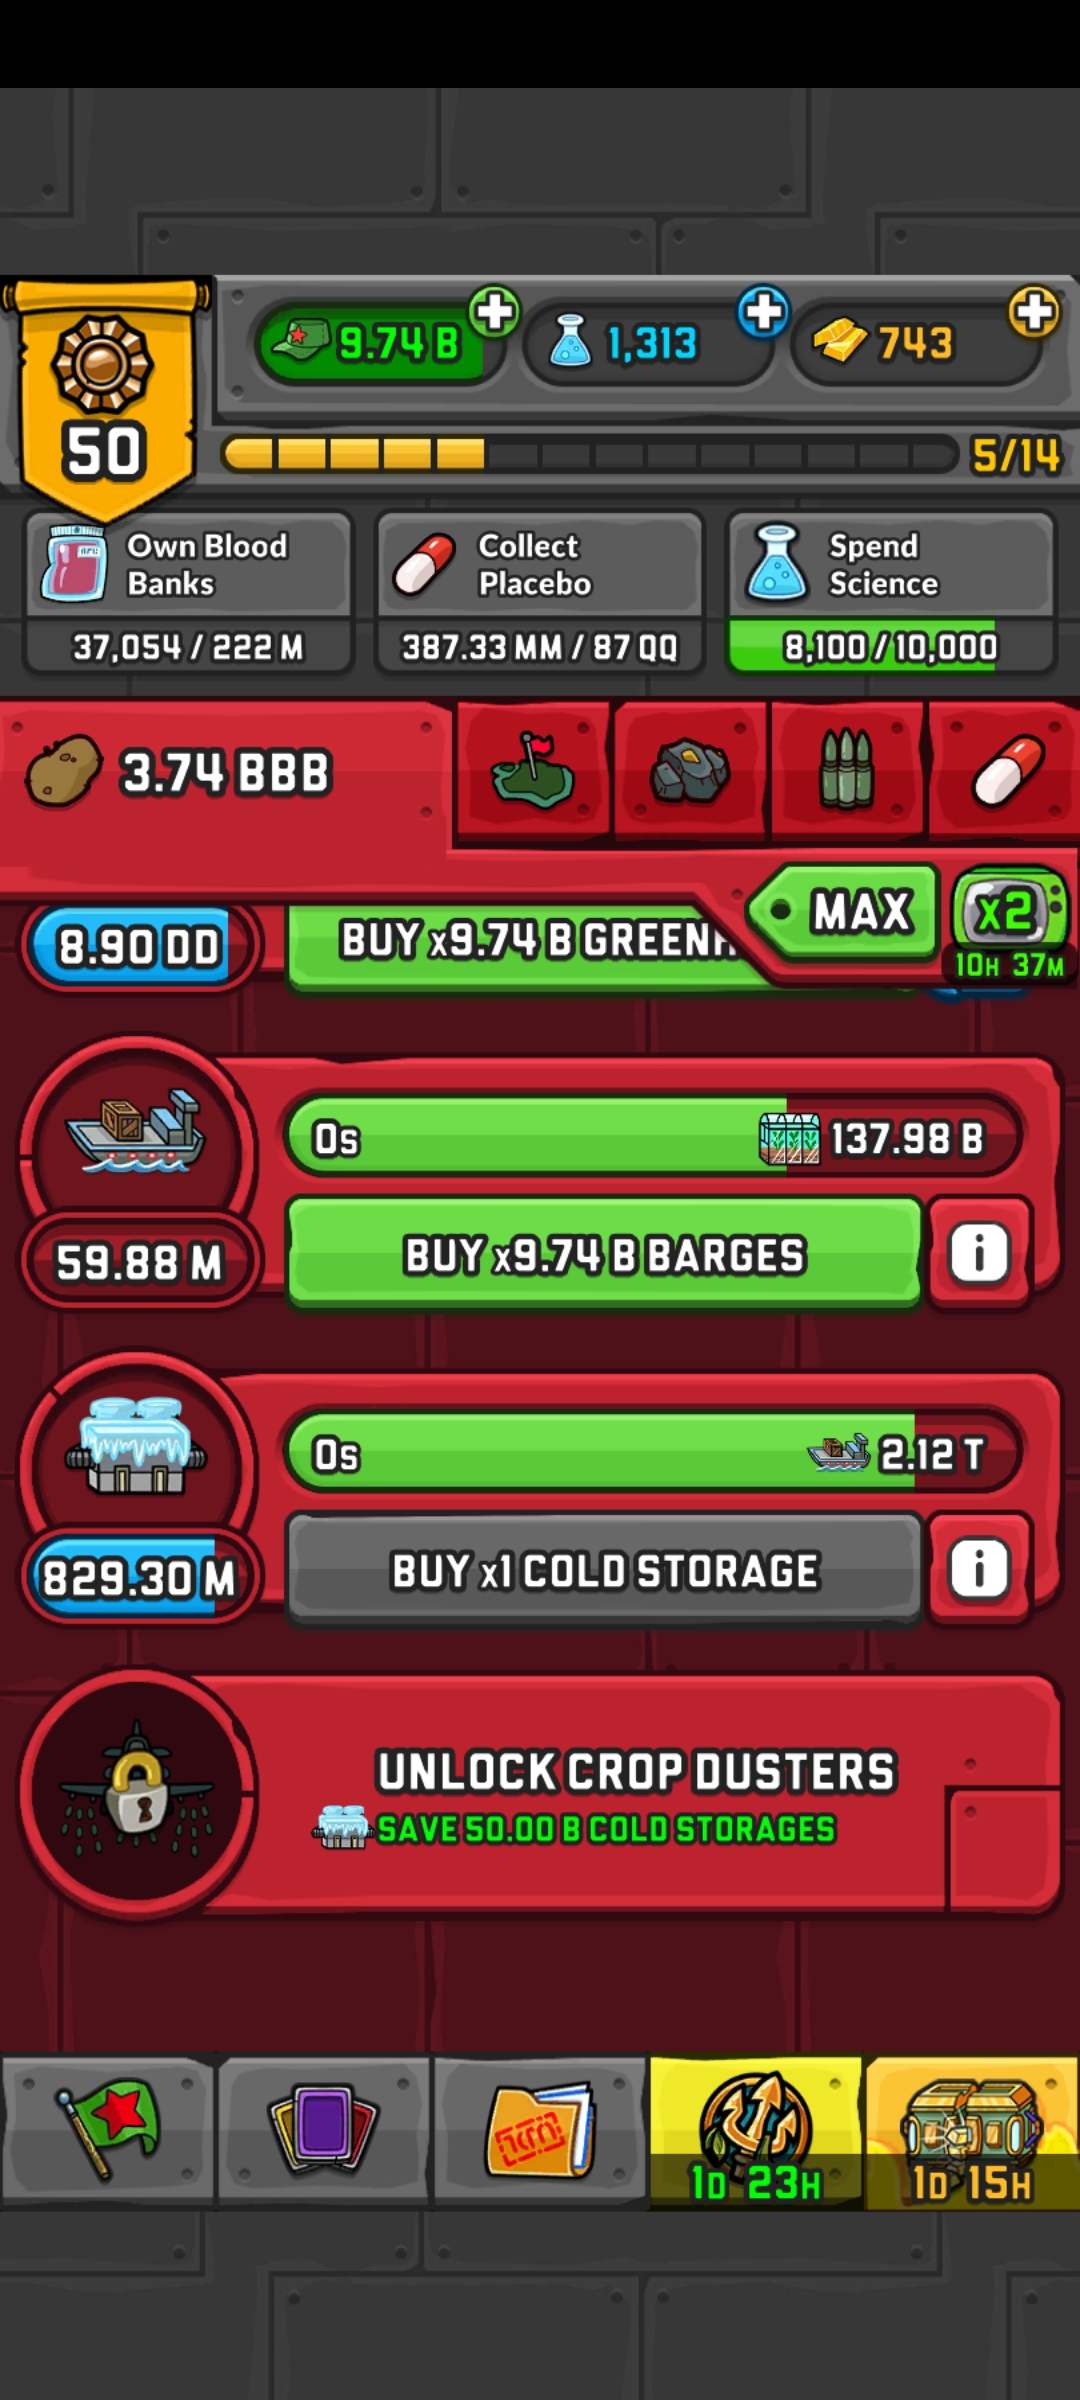 9.74 B
1,313
743
50
5/14
Own Blood
Banks
37,054 / 222 M
Collect
Placebo
387.33 MM / 87 QQ
Spend
Science
8,100 / 10,000
3.74 BBB
MAX
x2
10H 37M
8.90 DD
BUY x9.74 B GREENH
0s
137.98 B
59.88 M
BUY x9.74 B BARGES
i
0s
2.12 T
829.30 M
BUY x1 COLD STORAGE
i
UNLOCK CROP DUSTERS
SAVE 50.00 B COLD STORAGES
1D 23H
1D 15H